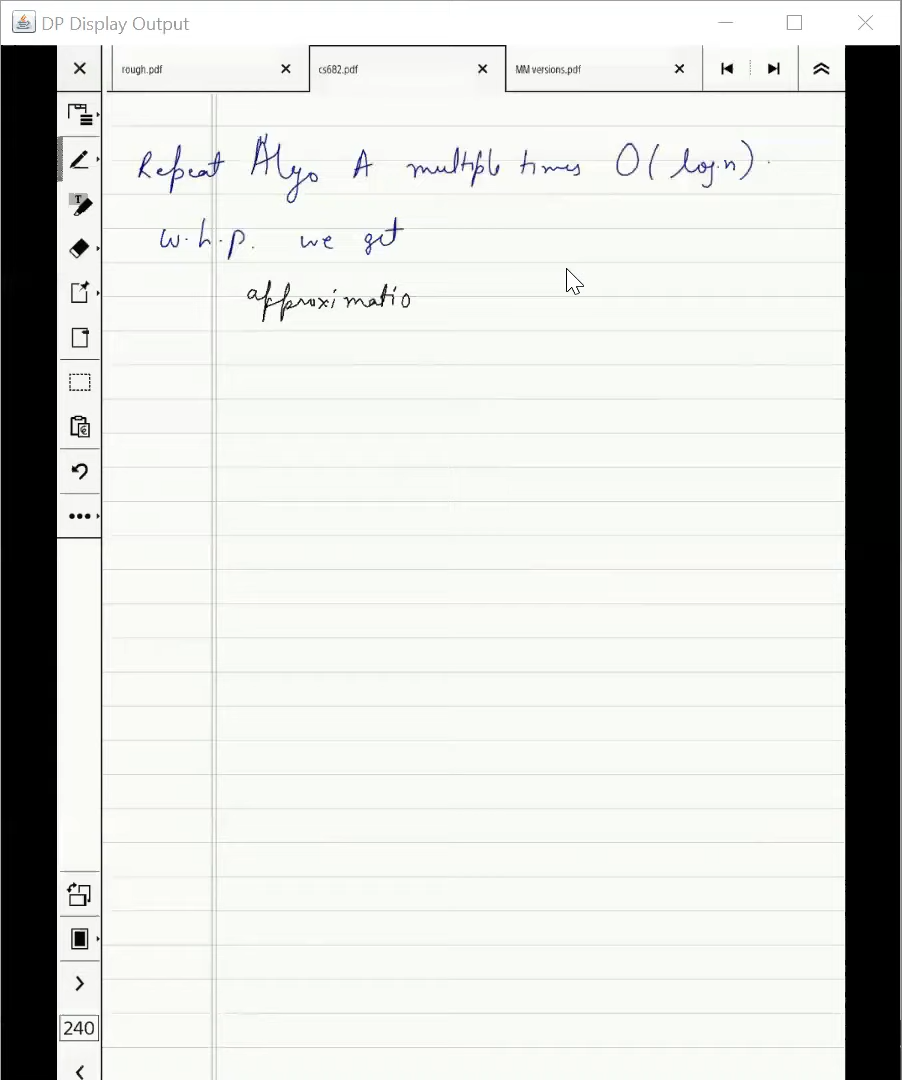 DP Display Output
rough.pdf
cs682.pdf
MM versions.pdf
Repeat Algo A multiple times O( log n)
w.h.p. we get
approximatio
240